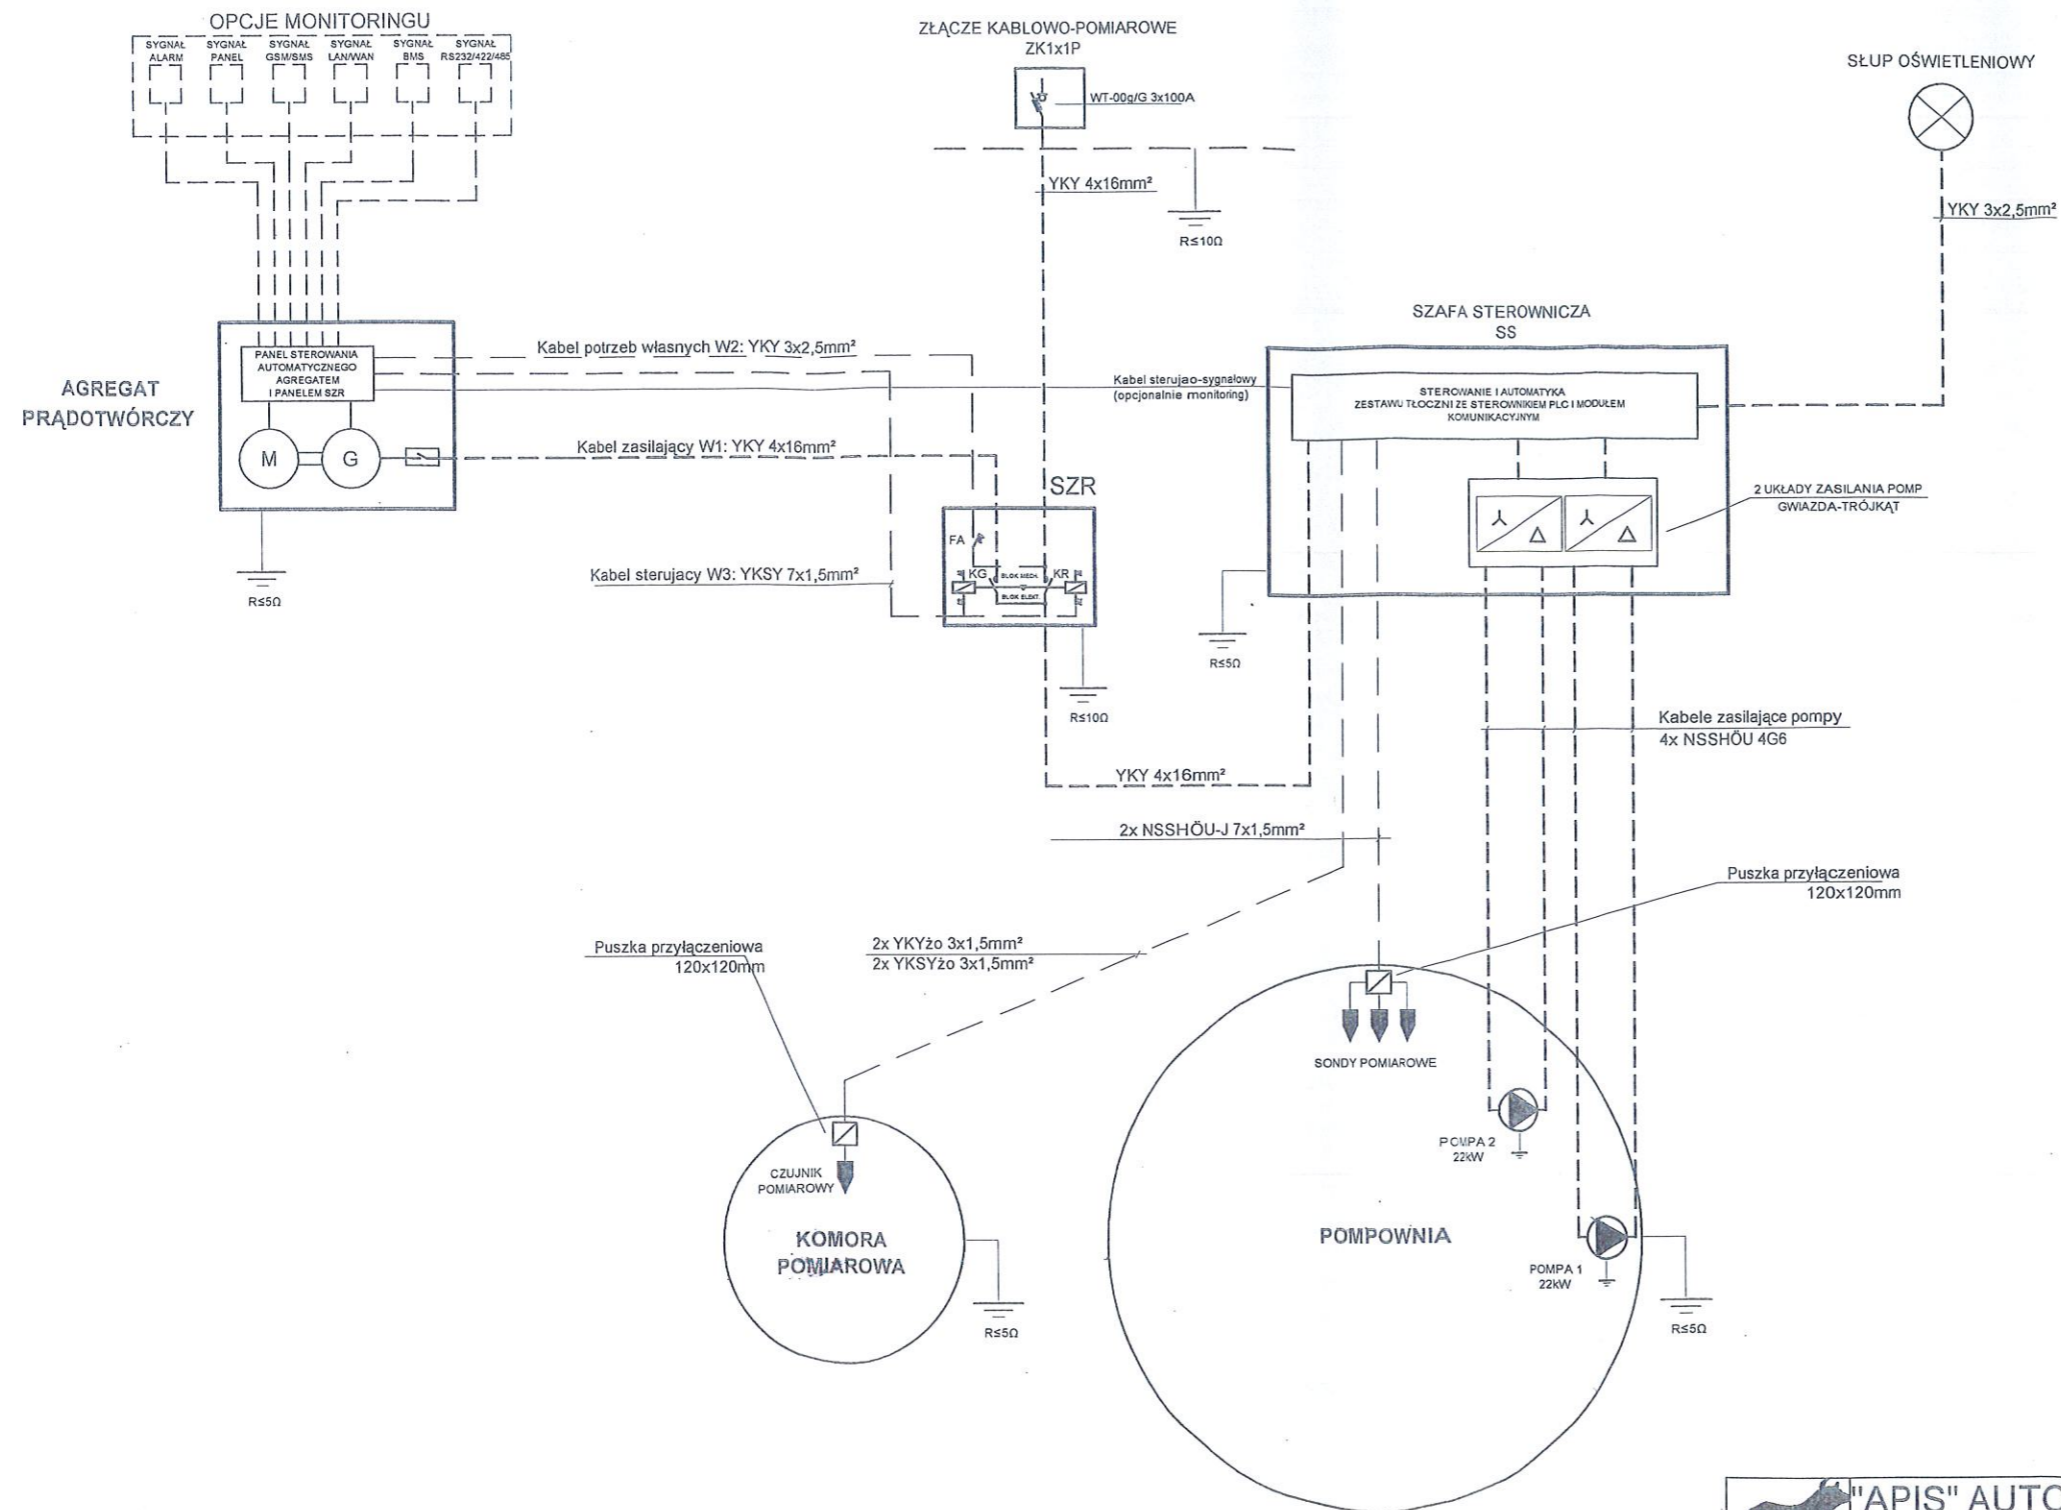 OPCJE MONITORINGU
SYGNAŁ
ALARM
SYGNAŁ
PANEL
SYGNAŁ
GSM/SMS
SYGNAŁ
LAN/WAN
SYGNAŁ
BMS
SYGNAŁ
RS232/422/485
ZŁĄCZE KABLOWO-POMIAROWE
ZK1x1P
WT-00g/G 3x100A
SŁUP OŚWIETLENIOWY
YKY 4x16mm²
R≤10Ω
YKY 3x2,5mm²
AGREGAT
PRĄDOTWÓRCZY
PANEL STEROWANIA
AUTOMATYCZNEGO
AGREGATEM
I PANELEM SZR
M
G
R≤5Ω
Kabel potrzeb własnych W2: YKY 3x2,5mm²
Kabel sterujao-sygnałowy
(opcjonalnie monitoring)
Kabel zasilający W1: YKY 4x16mm²
Kabel sterujacy W3: YKSY 7x1,5mm²
SZR
FA
KG
BLOK MECH.
KR
BLOK ELEKT.
R≤10Ω
SZAFA STEROWNICZA
SS
STEROWANIE I AUTOMATYKA
ZESTAWU TŁOCZNI ZE STEROWNIKIEM PLC I MODUŁEM
KOMUNIKACYJNYM
2 UKŁADY ZASILANIA POMP
GWIAZDA-TRÓJKĄT
R≤5Ω
Kabele zasilające pompy
4x NSSHÖU 4G6
YKY 4x16mm²
2x NSSHÖU-J 7x1,5mm²
Puszka przyłączeniowa
120x120mm
Puszka przyłączeniowa
120x120mm
2x YKYżo 3x1,5mm²
2x YKSYżo 3x1,5mm²
SONDY POMIAROWE
POMPA 2
22kW
CZUJNIK
POMIAROWY
KOMORA
POMIAROWA
R≤5Ω
POMPOWNIA
POMPA 1
22kW
R≤5Ω
"APIS" AUTO